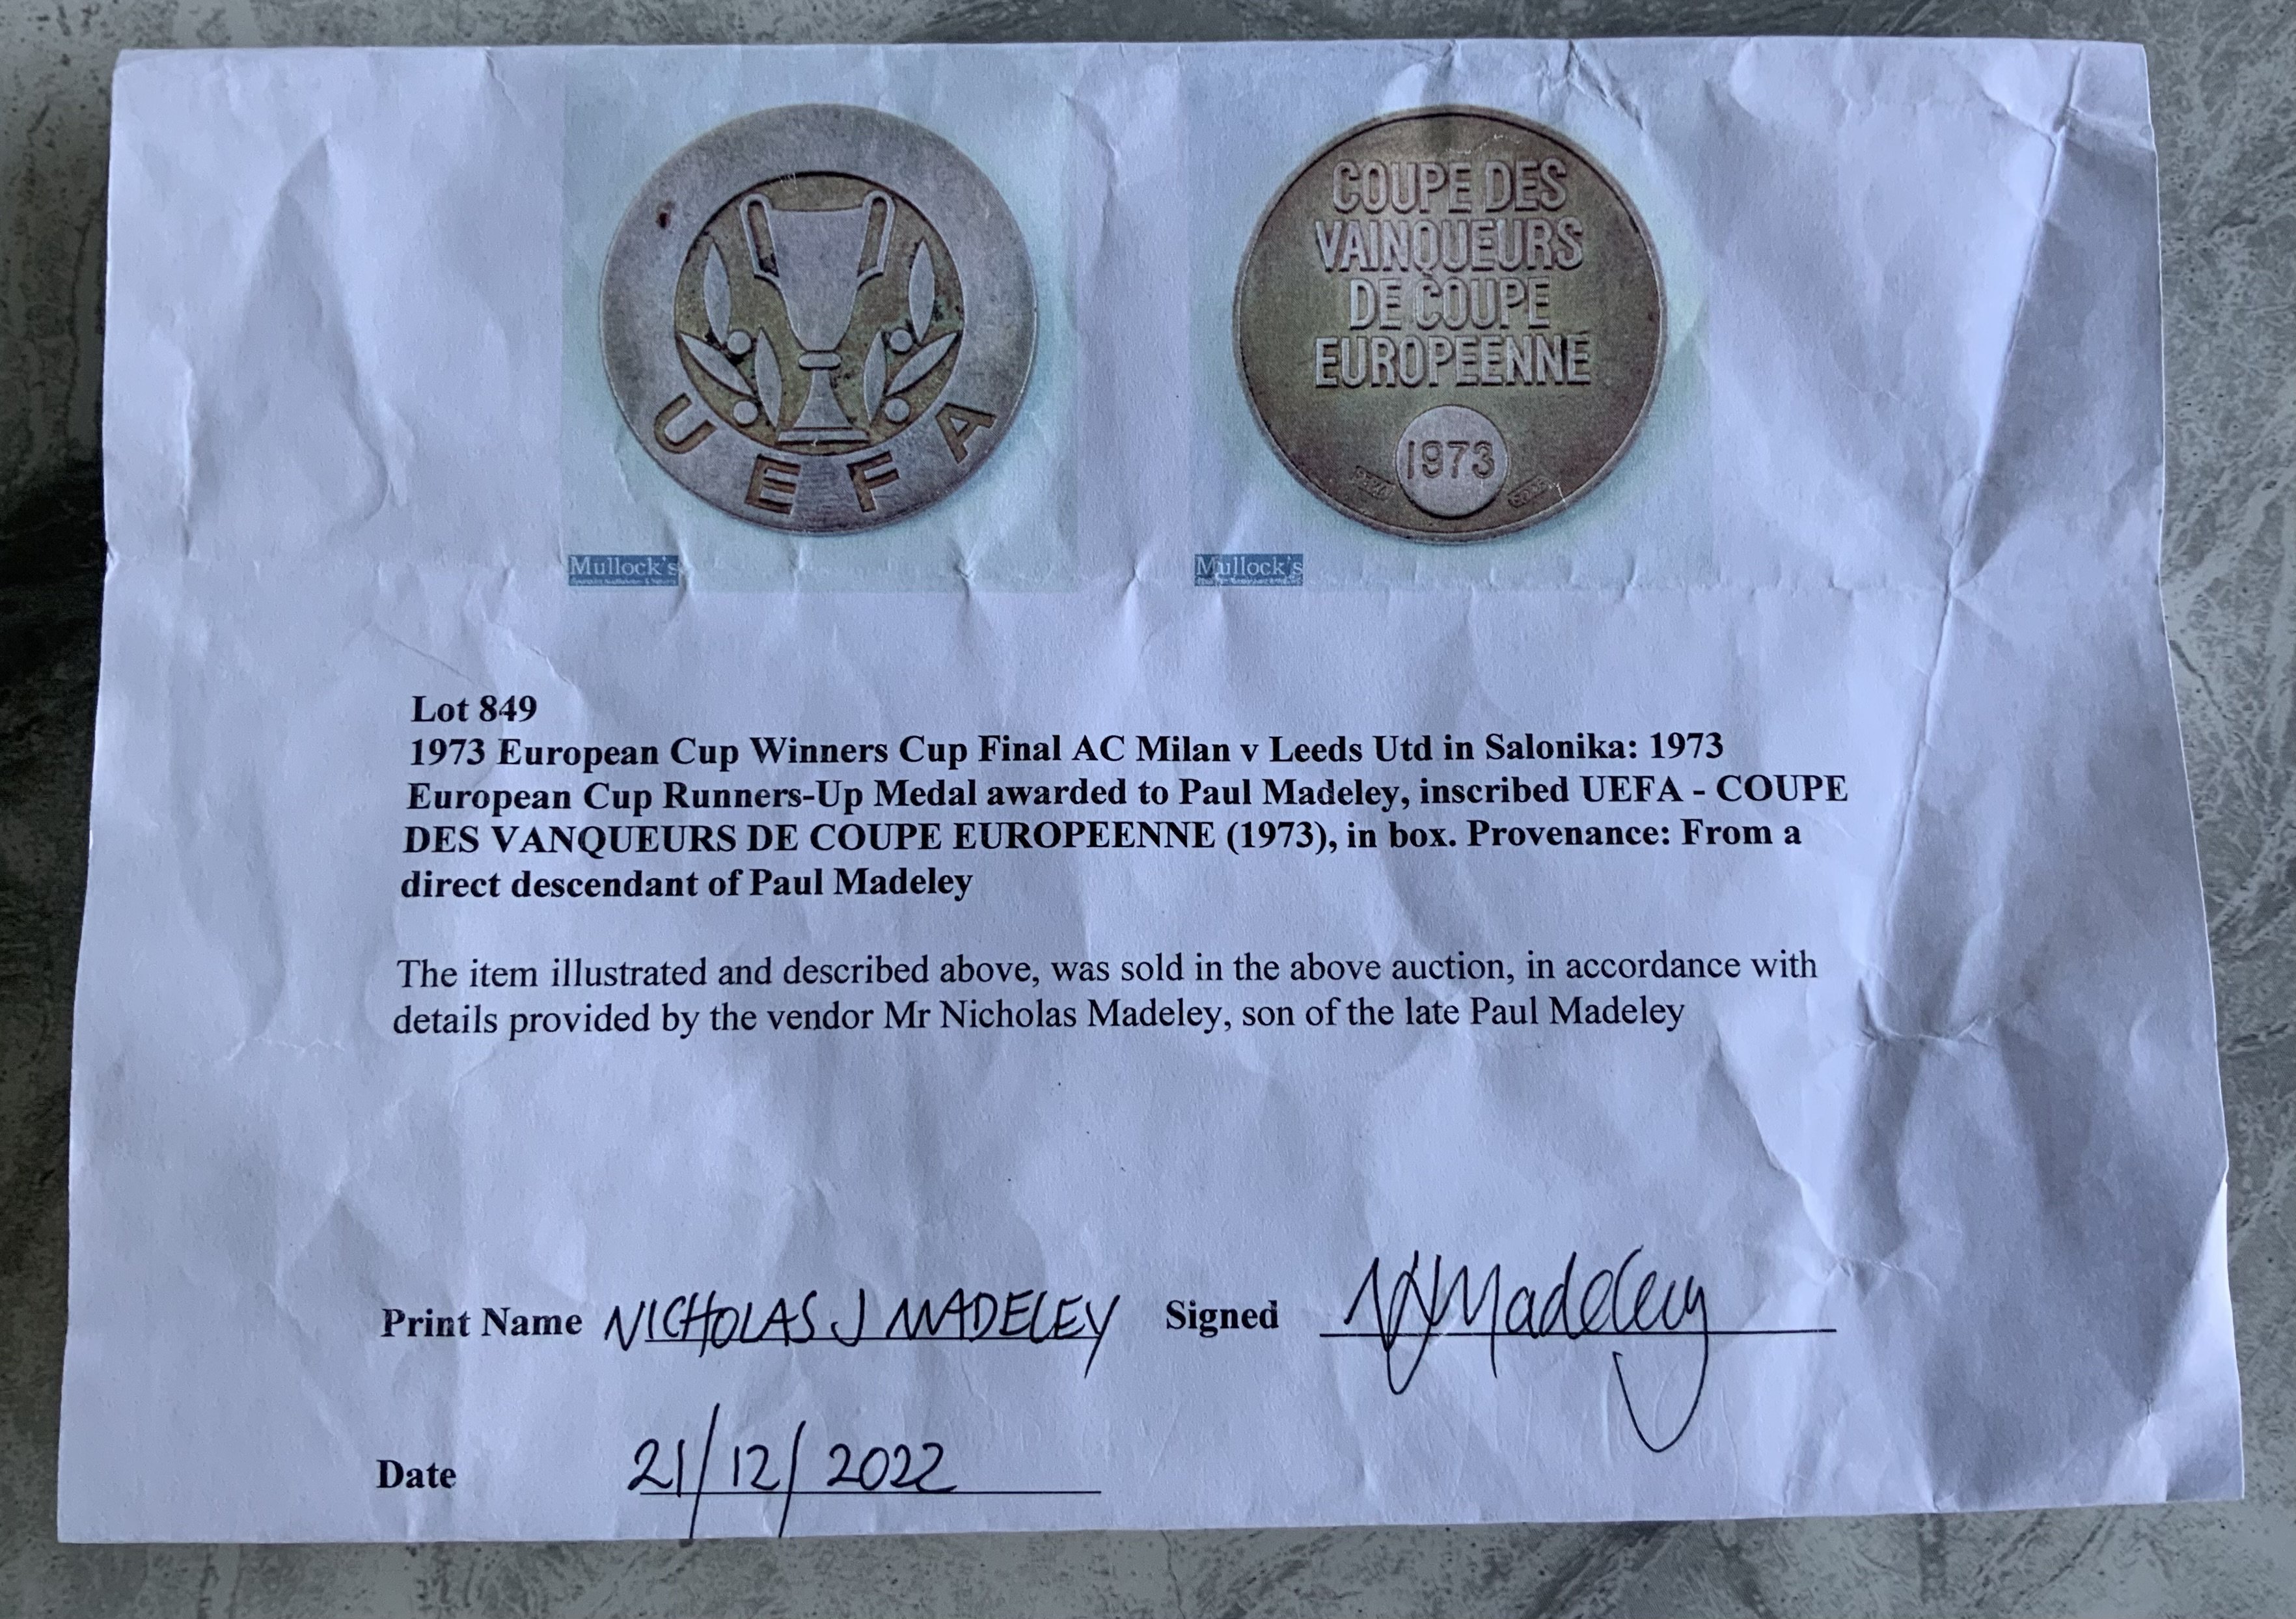 UEFA
COUPE DES
VAINQUEURS
DE COUPE
EUROPEENNE
1973
Mullock's
Mullock's
Lot 849
1973 European Cup Winners Cup Final AC Milan v Leeds Utd in Salonika: 1973
European Cup Runners-Up Medal awarded to Paul Madeley, inscribed UEFA - COUPE
DES VANQUEURS DE COUPE EUROPEENNE (1973), in box. Provenance: From a
direct descendant of Paul Madeley
The item illustrated and described above, was sold in the above auction, in accordance with
details provided by the vendor Mr Nicholas Madeley, son of the late Paul Madeley
Print Name NICHOLAS J MADELEY Signed NJMadeley
Date 21/12/2022